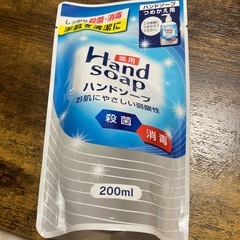 しっかり殺菌・消毒
手肌を清潔に
ハンドソープ
つめかえ用
薬用
Hand
soap
ハンドソープ
お肌にやさしい弱酸性
殺菌
消毒
200ml